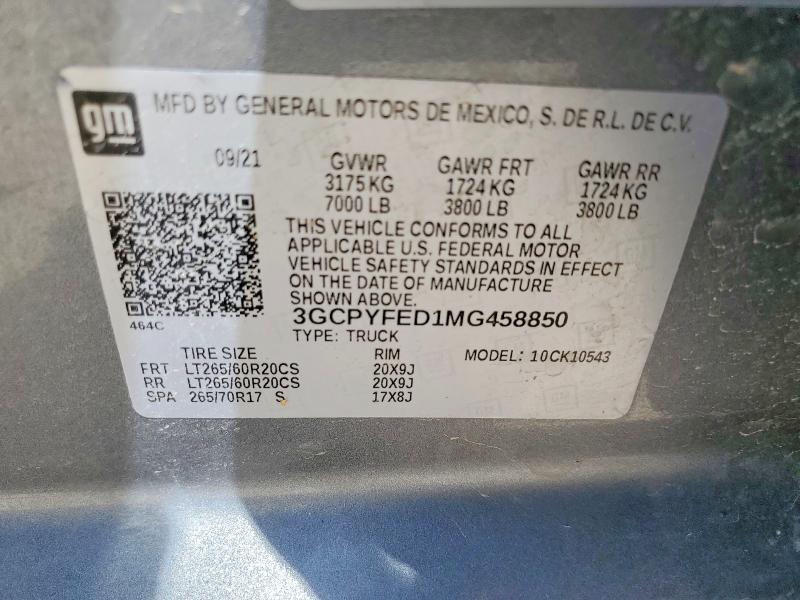 gm
MFD BY GENERAL MOTORS DE MEXICO, S. DE R.L. DE C.V.
09/21 GVWR GAWR FRT GAWR RR
3175 KG 1724 KG 1724 KG
7000 LB 3800 LB 3800 LB
THIS VEHICLE CONFORMS TO ALL
APPLICABLE U.S. FEDERAL MOTOR
VEHICLE SAFETY STANDARDS IN EFFECT
ON THE DATE OF MANUFACTURE
SHOWN ABOVE.
464C
3GCPYFED1MG458850
TYPE: TRUCK
TIRE SIZE RIM MODEL: 10CK10543
FRT LT265/60R20CS 20X9J
RR LT265/60R20CS 20X9J
SPA 265/70R17 S 17X8J